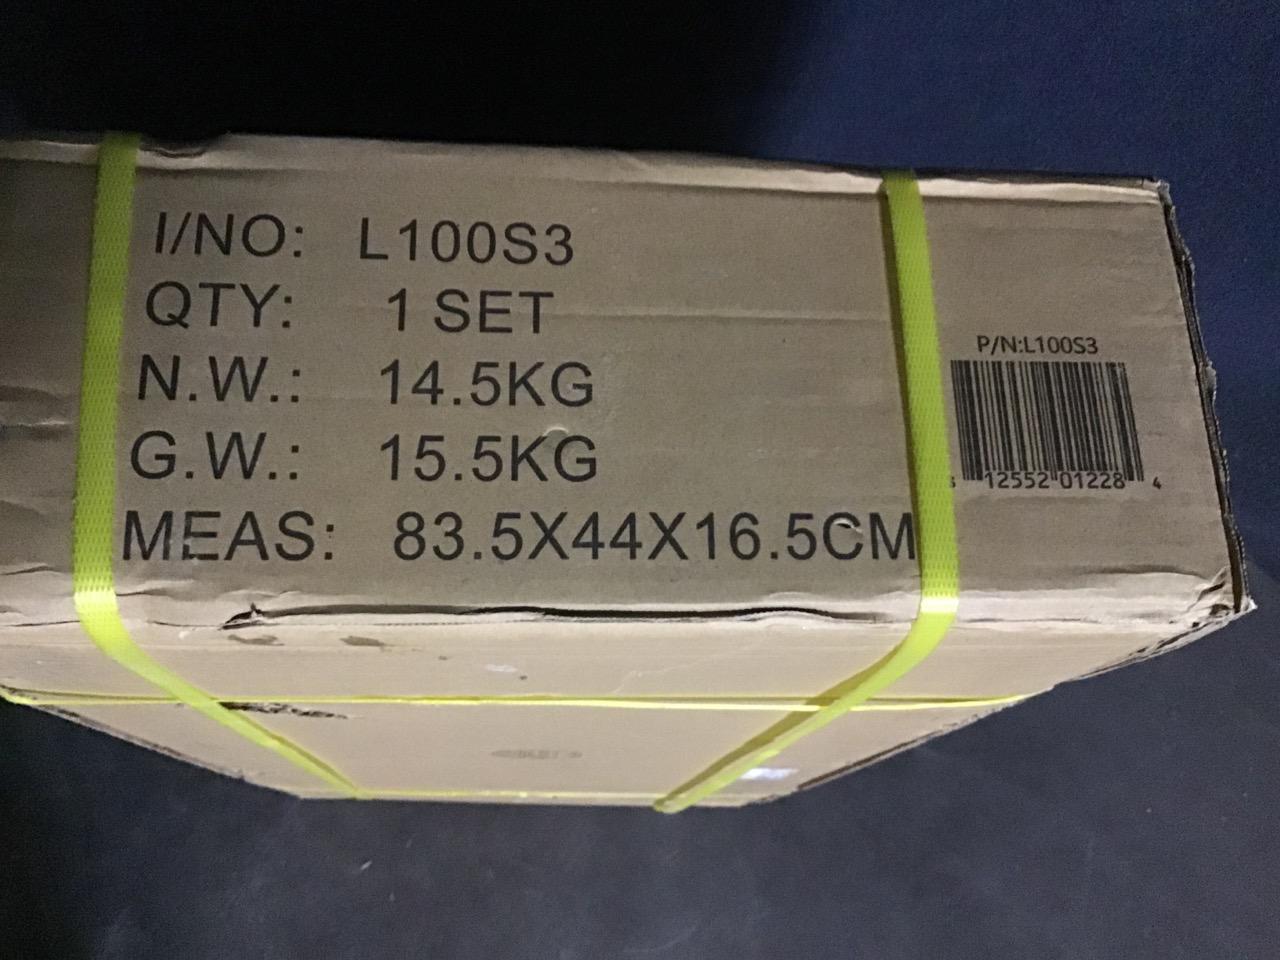 I/NO: L100S3
QTY: 1 SET
N.W.: 14.5KG
G.W.: 15.5KG
MEAS: 83.5X44X16.5CM
P/N:L100S3
12552 01228 4